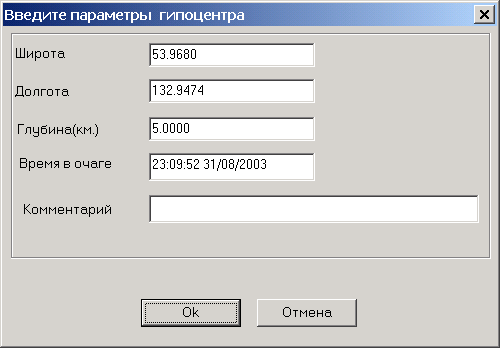 Введите параметры гипоцентра
Широта 53.9680
Долгота 132.9474
Глубина(км.) 5.0000
Время в очаге 23:09:52 31/08/2003
Комментарий
Ok Отмена